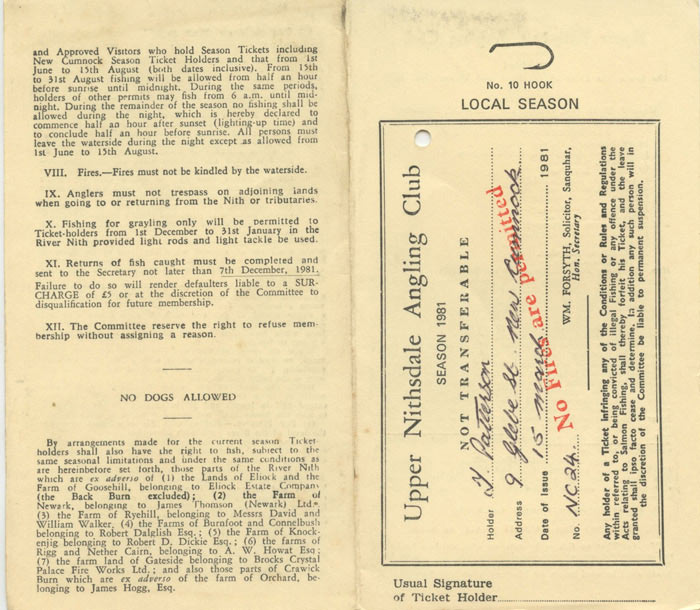 and Approved Visitors who hold Season Tickets including
New Cumnock Season Ticket Holders and that from 1st
June to 15th August (both dates inclusive). From 15th
to 31st August fishing will be allowed from half an hour
before sunrise until midnight. During the same periods,
holders of other permits may fish from 6 a.m. until mid-
night. During the remainder of the season no fishing shall be
allowed during the night, which is hereby declared to
commence half an hour after sunset (lighting-up time) and
to conclude half an hour before sunrise. All persons must
leave the waterside during the night except as allowed from
1st June to 15th August.
VIII. Fires.—Fires must not be kindled by the waterside.
IX. Anglers must not trespass on adjoining lands
when going to or returning from the Nith or tributaries.
X. Fishing for grayling only will be permitted to
Ticket-holders from 1st December to 31st January in the
River Nith provided light rods and light tackle be used.
XI. Returns of fish caught must be completed and
sent to the Secretary not later than 7th December, 1981.
Failure to do so will render defaulters liable to a SUR-
CHARGE of £5 or at the discretion of the Committee to
disqualification for future membership.
XII. The Committee reserve the right to refuse mem-
bership without assigning a reason.
NO DOGS ALLOWED
By arrangements made for the current season Ticket-
holders shall also have the right to fish, subject to the
same seasonal limitations and under the same conditions as
are hereinbefore set forth, those parts of the River Nith
which are ex adverso of (1) the Lands of Eliock and the
Farm of Goosehill, belonging to Eliock Estate Company
(the Back Burn excluded); (2) the Farm of
Newark, belonging to James Thomson (Newark) Ltd.
(3) the Farm of Ryehill, belonging to Messrs David and
William Walker, (4) the Farms of Burnfoot and Connelbush
belonging to Robert Dalglish Esq.; (5) the Farm of Knock-
enjig belonging to Robert D. Dickie Esq.; (6) the farms of
Rigg and Nether Cairn, belonging to A. W. Howat Esq;
(7) the farm land of Gateside belonging to Brocks Crystal
Palace Fire Works Ltd.; and also those parts of Crawick
Burn which are ex adverso of the farm of Orchard, be-
longing to James Hogg, Esq.
No. 10 HOOK
LOCAL SEASON
Upper Nithsdale Angling Club
SEASON 1981
NOT TRANSFERABLE
Holder Y Patterson
Address 9 Glebe St. New Cumnock
Date of Issue 15 march 1981
No Fires are permitted
No. NC24
WM. FORSYTH, Solicitor, Sanquhar,
Hon. Secretary
Any holder of a Ticket infringing any of the Conditions or Rules and Regulations
within referred to, or being convicted of illegal Fishing or any offence under the
Acts relating to Salmon Fishing, shall thereby forfeit his Ticket, and the leave
granted shall ipso facto cease and determine. In addition any such person will in
the discretion of the Committee be liable to permanent suspension.
Usual Signature
of Ticket Holder